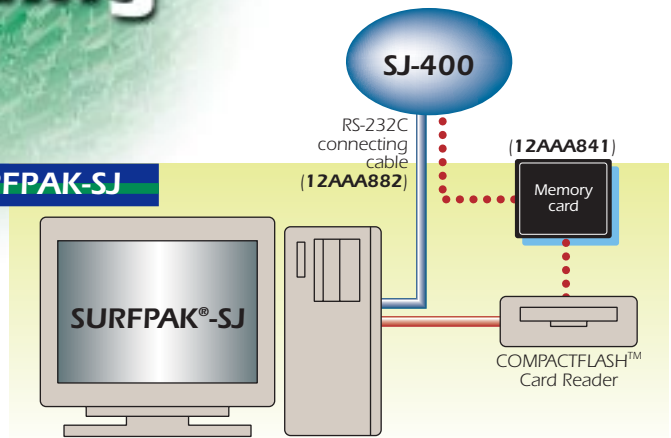 SJ-400
RS-232C
connecting
cable
(12AAA882)
(12AAA841)
Memory
card
FPAK-SJ
SURFPAK®-SJ
COMPACTFLASH™
Card Reader